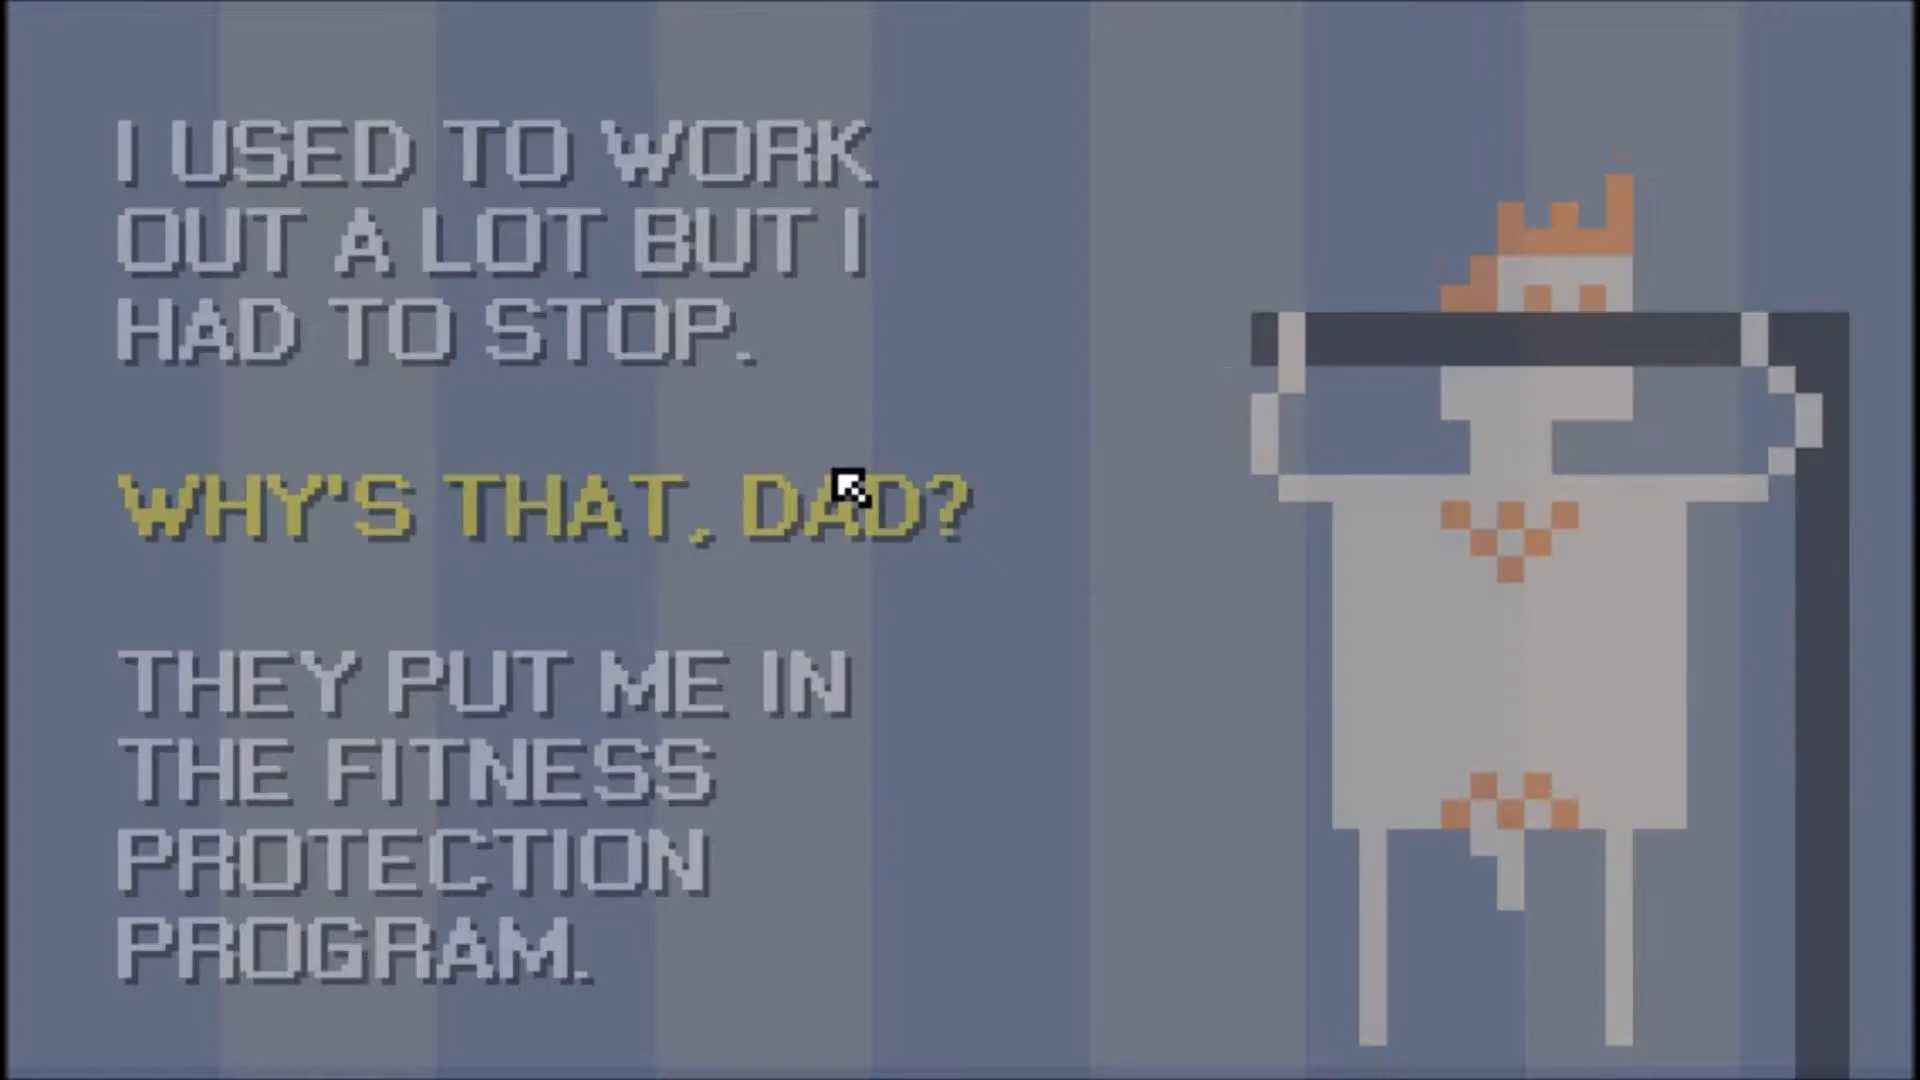 I USED TO WORK
OUT A LOT BUT I
HAD TO STOP.
WHY'S THAT, DAD?
THEY PUT ME IN
THE FITNESS
PROTECTION
PROGRAM.